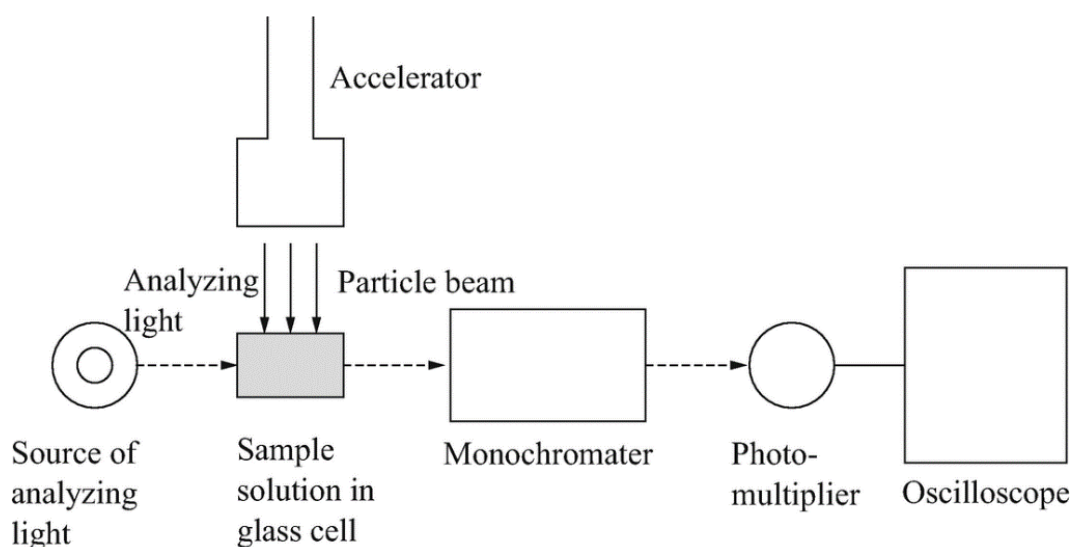 Accelerator
Analyzing
light
Particle beam
Source of
analyzing
light
Sample
solution in
glass cell
Monochromater
Photo-
multiplier
Oscilloscope